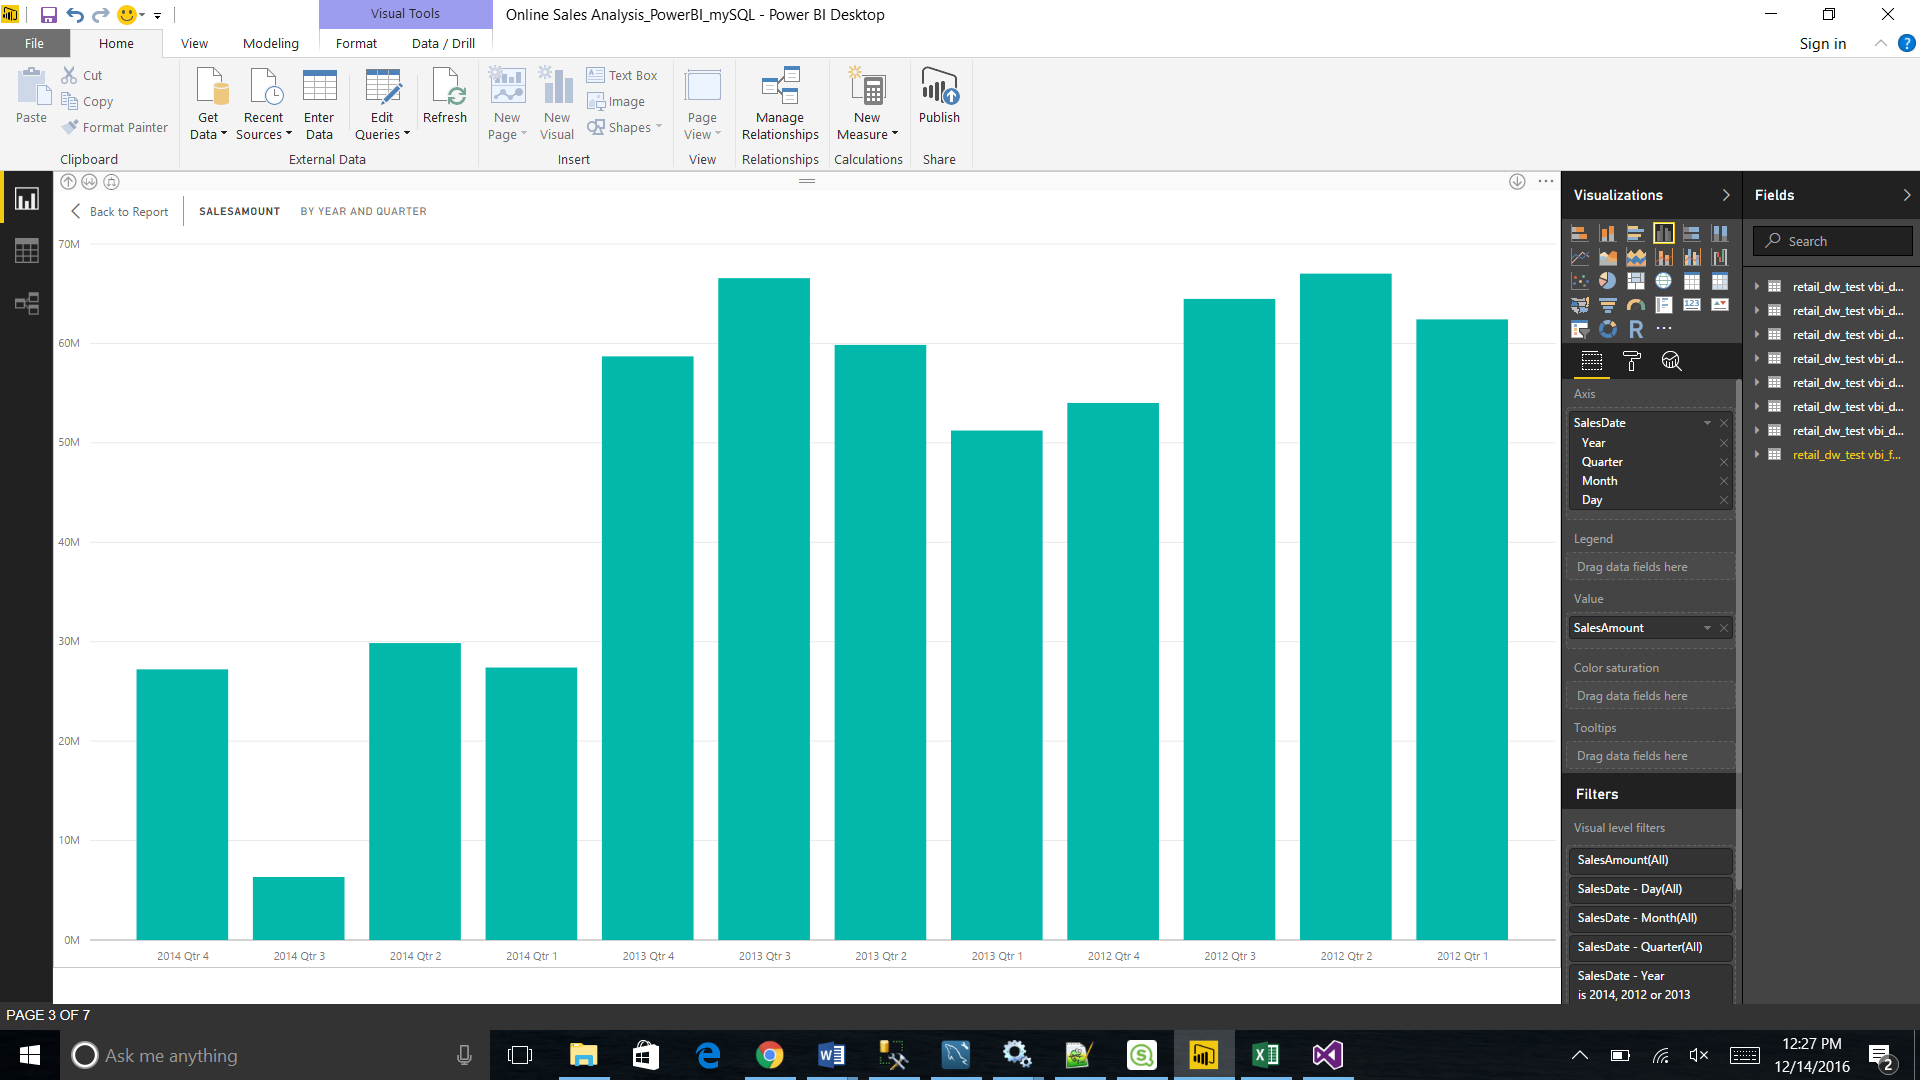 Visual Tools
Online Sales Analysis_PowerBI_mySQL - Power BI Desktop
File
Home
View
Modeling
Format
Data / Drill
Sign in
?
Paste
Cut
Copy
Format Painter
Clipboard
Get Data
Recent Sources
Enter Data
Edit Queries
Refresh
External Data
New Page
New Visual
Text Box
Image
Shapes
Insert
Page View
View
Manage Relationships
Relationships
New Measure
Calculations
Publish
Share
Back to Report
SALESAMOUNT
BY YEAR AND QUARTER
70M
60M
50M
40M
30M
20M
10M
0M
2014 Qtr 4
2014 Qtr 3
2014 Qtr 2
2014 Qtr 1
2013 Qtr 4
2013 Qtr 3
2013 Qtr 2
2013 Qtr 1
2012 Qtr 4
2012 Qtr 3
2012 Qtr 2
2012 Qtr 1
Visualizations
123
R
Axis
SalesDate
Year
Quarter
Month
Day
Legend
Drag data fields here
Value
SalesAmount
Color saturation
Drag data fields here
Tooltips
Drag data fields here
Filters
Visual level filters
SalesAmount(All)
SalesDate - Day(All)
SalesDate - Month(All)
SalesDate - Quarter(All)
SalesDate - Year
is 2014, 2012 or 2013
Fields
Search
retail_dw_test vbi_d...
retail_dw_test vbi_d...
retail_dw_test vbi_d...
retail_dw_test vbi_d...
retail_dw_test vbi_d...
retail_dw_test vbi_d...
retail_dw_test vbi_d...
retail_dw_test vbi_f...
PAGE 3 OF 7
Ask me anything
12:27 PM
12/14/2016
2